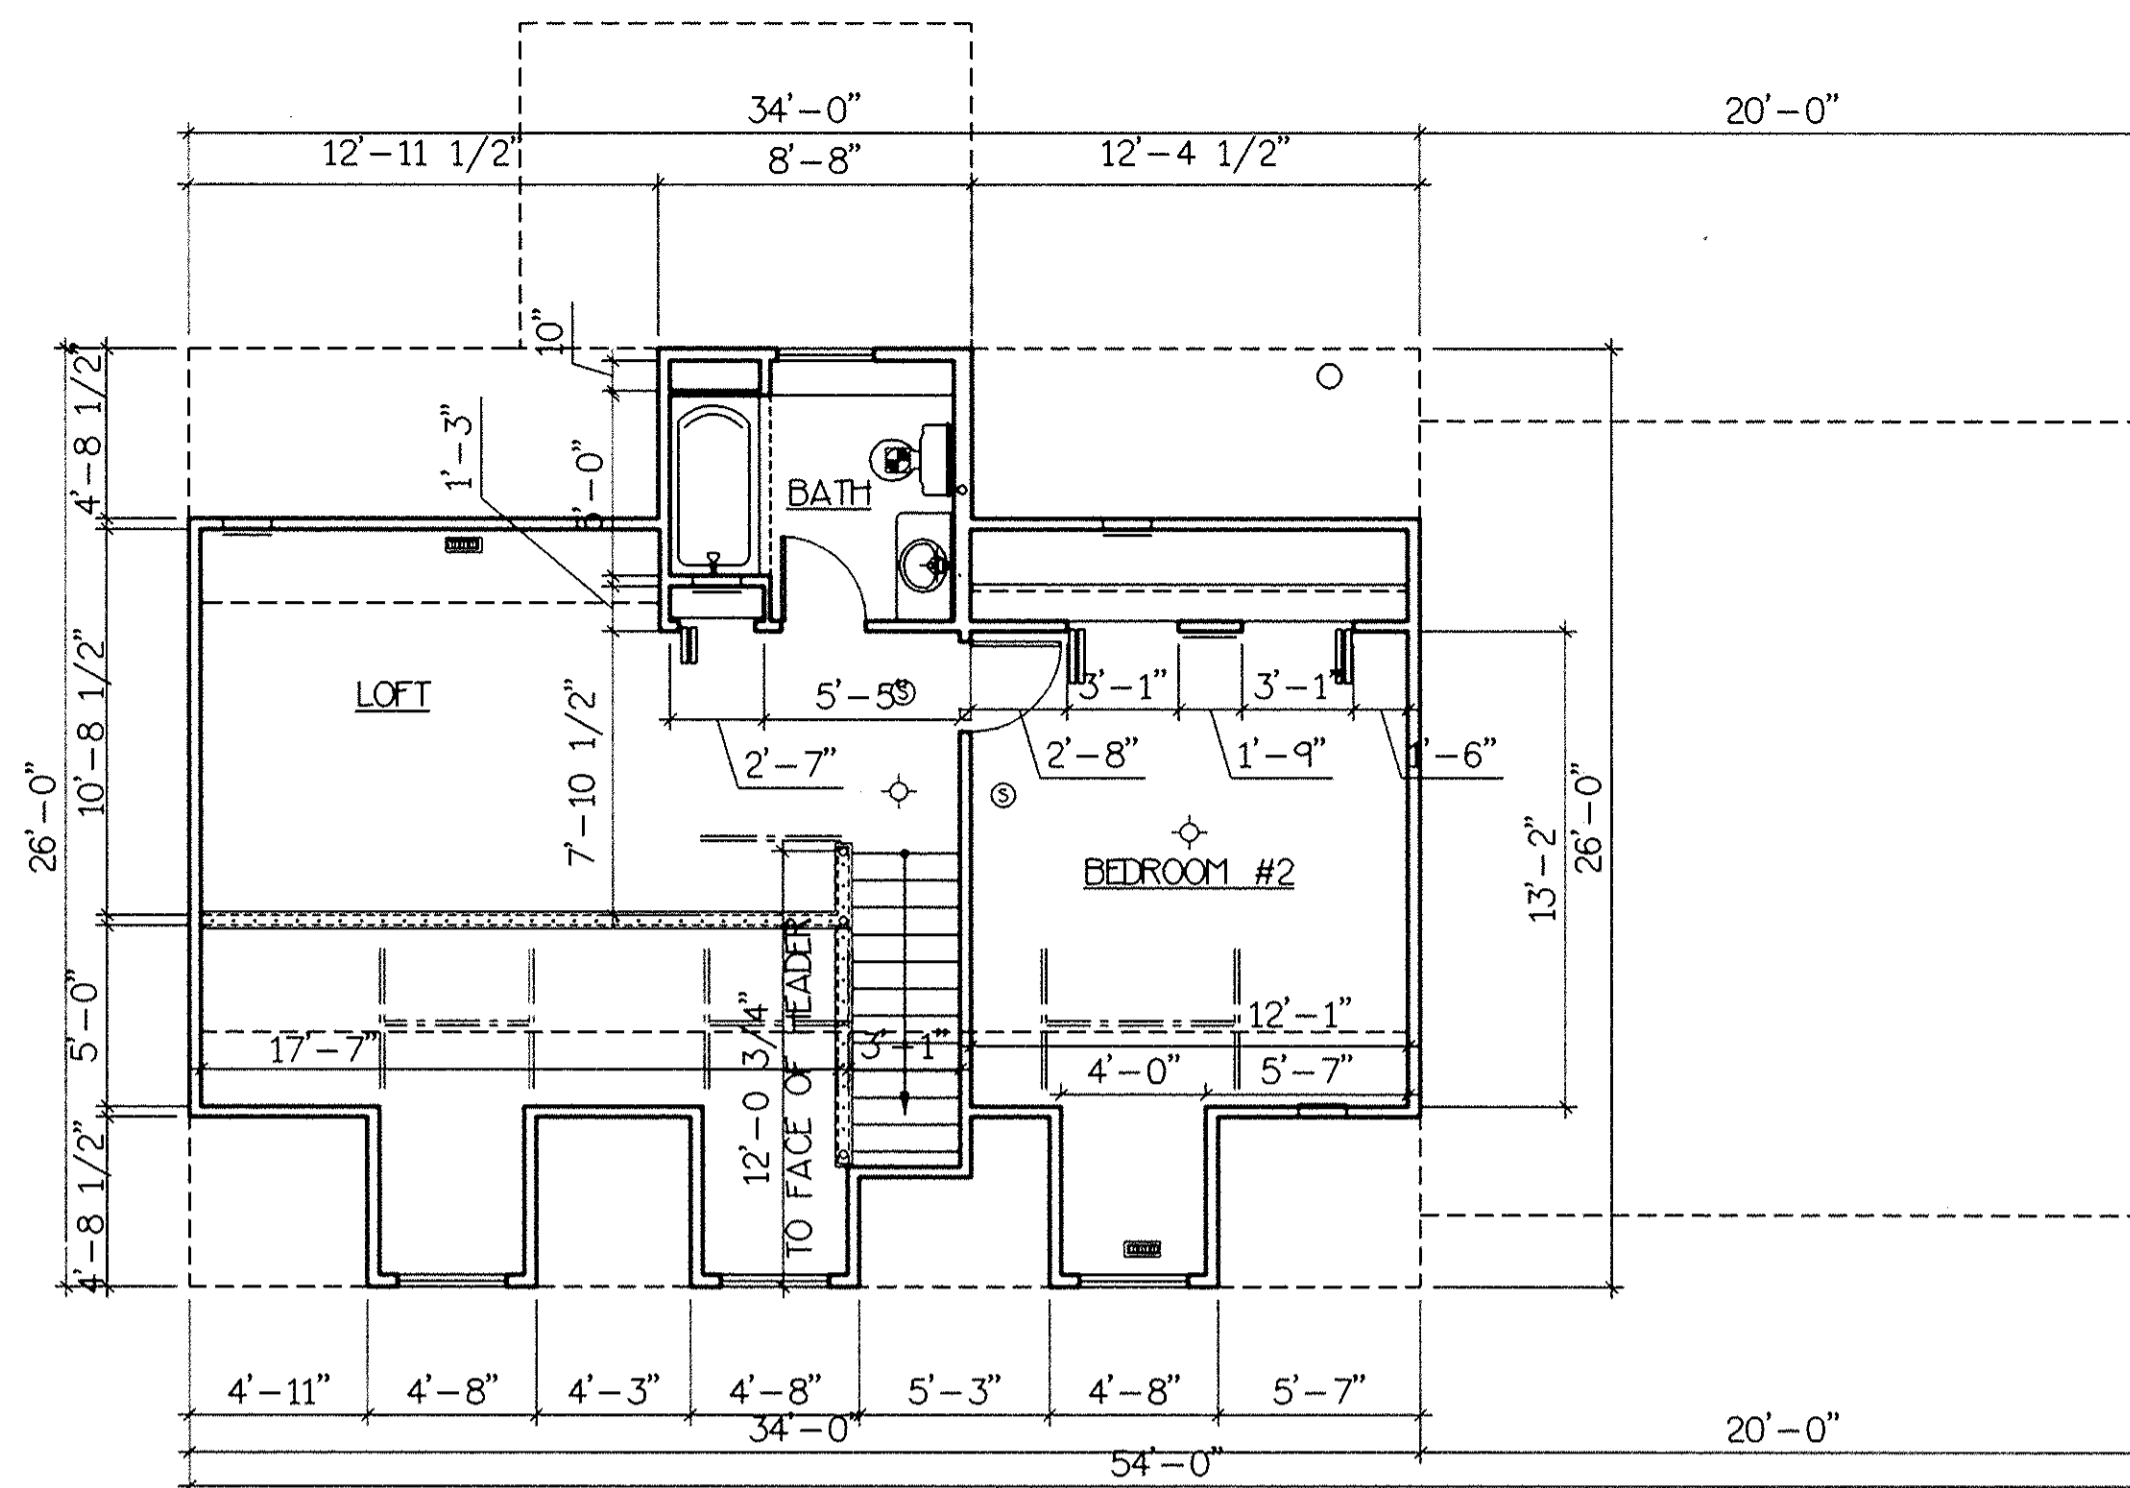 34'-0" 20'-0"
12'-11 1/2" 8'-8" 12'-4 1/2"
10"
4'-8 1/2"
1'-3"
'-0"
BATH
10'-8 1/2"
LOFT
5'-5" S
3'-1" 3'-1"
7'-10 1/2"
2'-7" 2'-8" 1'-9" '-6"
26'-0"
S
13'-2"
26'-0"
BEDROOM #2
5'-0"
12'-1"
17'-7" 3'-1"
4'-0" 5'-7"
12'-0 3/4"
TO FACE OF HEADER
4'-8 1/2"
4'-11" 4'-8" 4'-3" 4'-8" 5'-3" 4'-8" 5'-7"
34'-0" 20'-0"
54'-0"